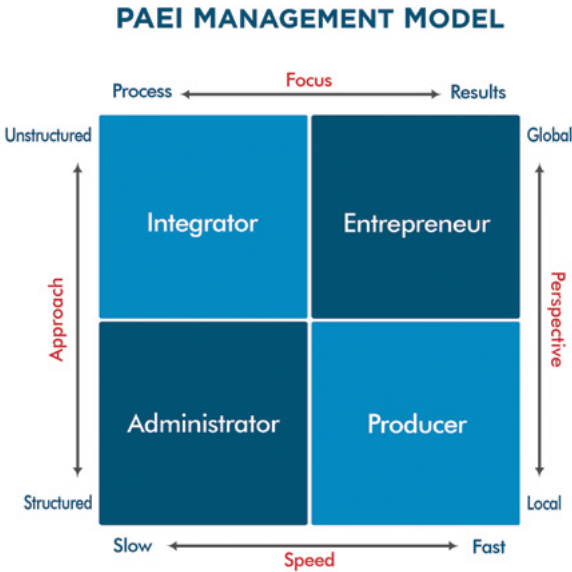 PAEI MANAGEMENT MODEL
Focus
Process
Results
Unstructured
Global
Integrator
Entrepreneur
Approach
Perspective
Administrator
Producer
Structured
Local
Slow
Fast
Speed